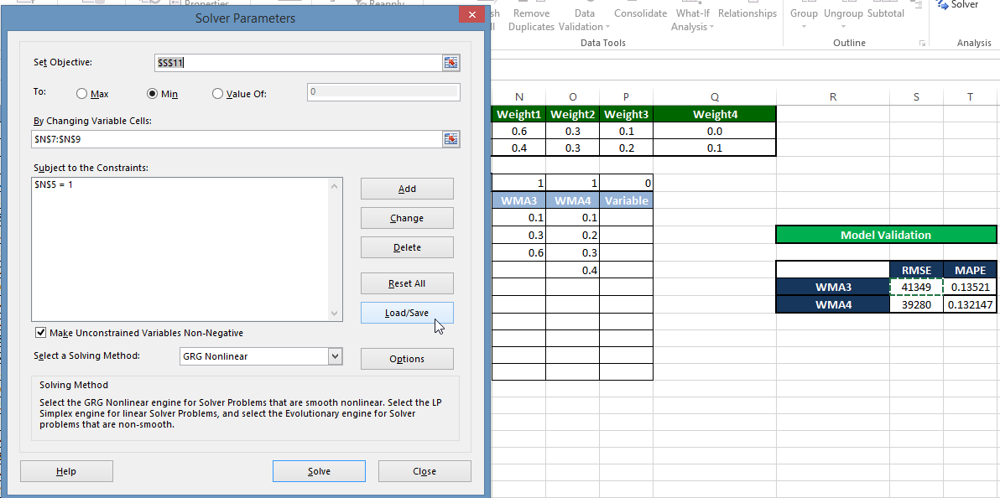 Solver Parameters
Set Objective:
$S$11
To:
Max
Min
Value Of:
0
By Changing Variable Cells:
$N$7:$N$9
Subject to the Constraints:
$N$5 = 1
Add
Change
Delete
Reset All
Load/Save
Make Unconstrained Variables Non-Negative
Select a Solving Method:
GRG Nonlinear
Options
Solving Method
Select the GRG Nonlinear engine for Solver Problems that are smooth nonlinear. Select the LP
Simplex engine for linear Solver Problems, and select the Evolutionary engine for Solver
problems that are non-smooth.
Help
Solve
Close
Remove Data Consolidate What-If Relationships Group Ungroup Subtotal
Duplicates Validation Analysis
Data Tools
Outline
Solver
Analysis
N O P Q R S T
Weight1 Weight2 Weight3 Weight4
0.6 0.3 0.1 0.0
0.4 0.3 0.2 0.1
1 1 0
WMA3 WMA4 Variable
0.1 0.1
0.3 0.2
0.6 0.3
0.4
Model Validation
RMSE MAPE
WMA3 41349 0.13521
WMA4 39280 0.132147